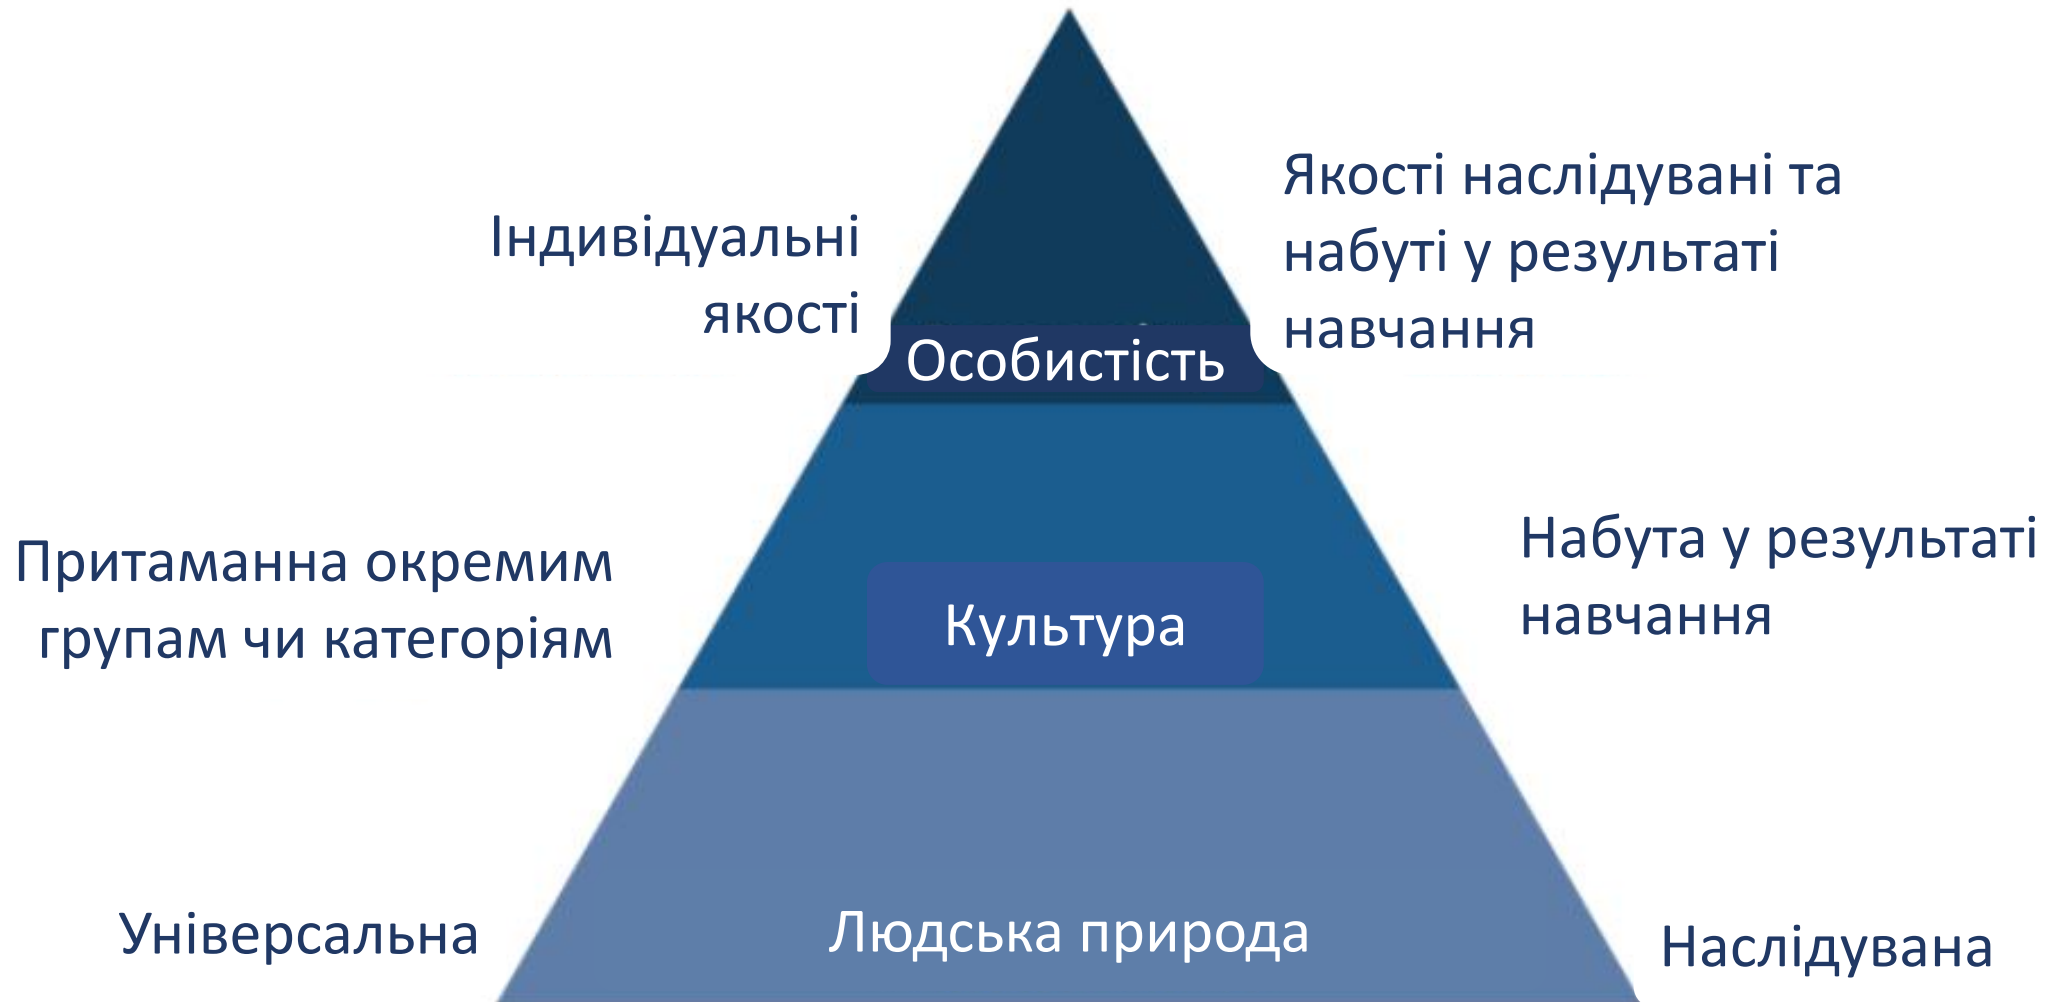 Індивідуальні
якості
Якості наслідувані та
набуті у результаті
навчання
Особистість
Притаманна окремим
групам чи категоріям
Культура
Набута у результаті
навчання
Універсальна
Людська природа
Наслідувана